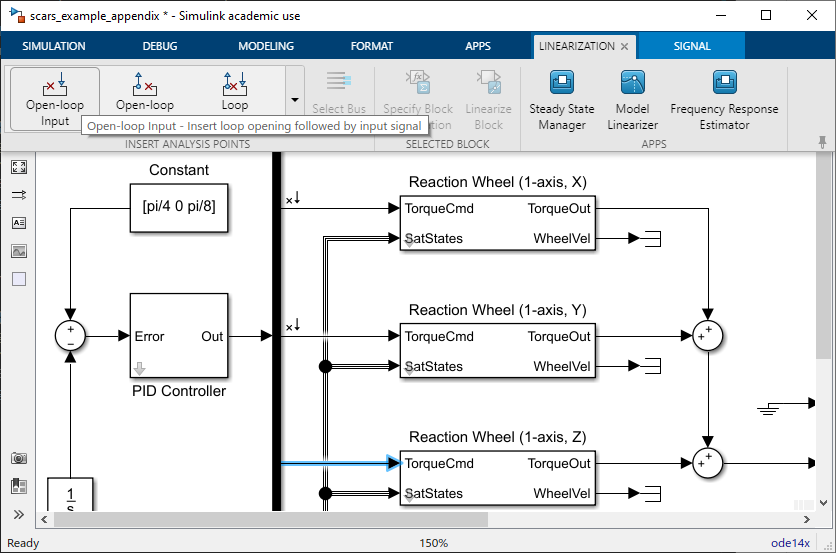 scars_example_appendix * - Simulink academic use
SIMULATION DEBUG MODELING FORMAT APPS LINEARIZATION SIGNAL
Open-loop Input
Open-loop
Loop
Select Bus
Specify Block
Linearize Block
Steady State Manager
Model Linearizer
Frequency Response Estimator
Open-loop Input - Insert loop opening followed by input signal
INSERT ANALYSIS POINTS SELECTED BLOCK APPS
Constant
[pi/4 0 pi/8]
Reaction Wheel (1-axis, X)
TorqueCmd TorqueOut
SatStates WheelVel
Error Out
PID Controller
Reaction Wheel (1-axis, Y)
TorqueCmd TorqueOut
SatStates WheelVel
Reaction Wheel (1-axis, Z)
TorqueCmd TorqueOut
SatStates WheelVel
1
s
Ready 150% ode14x